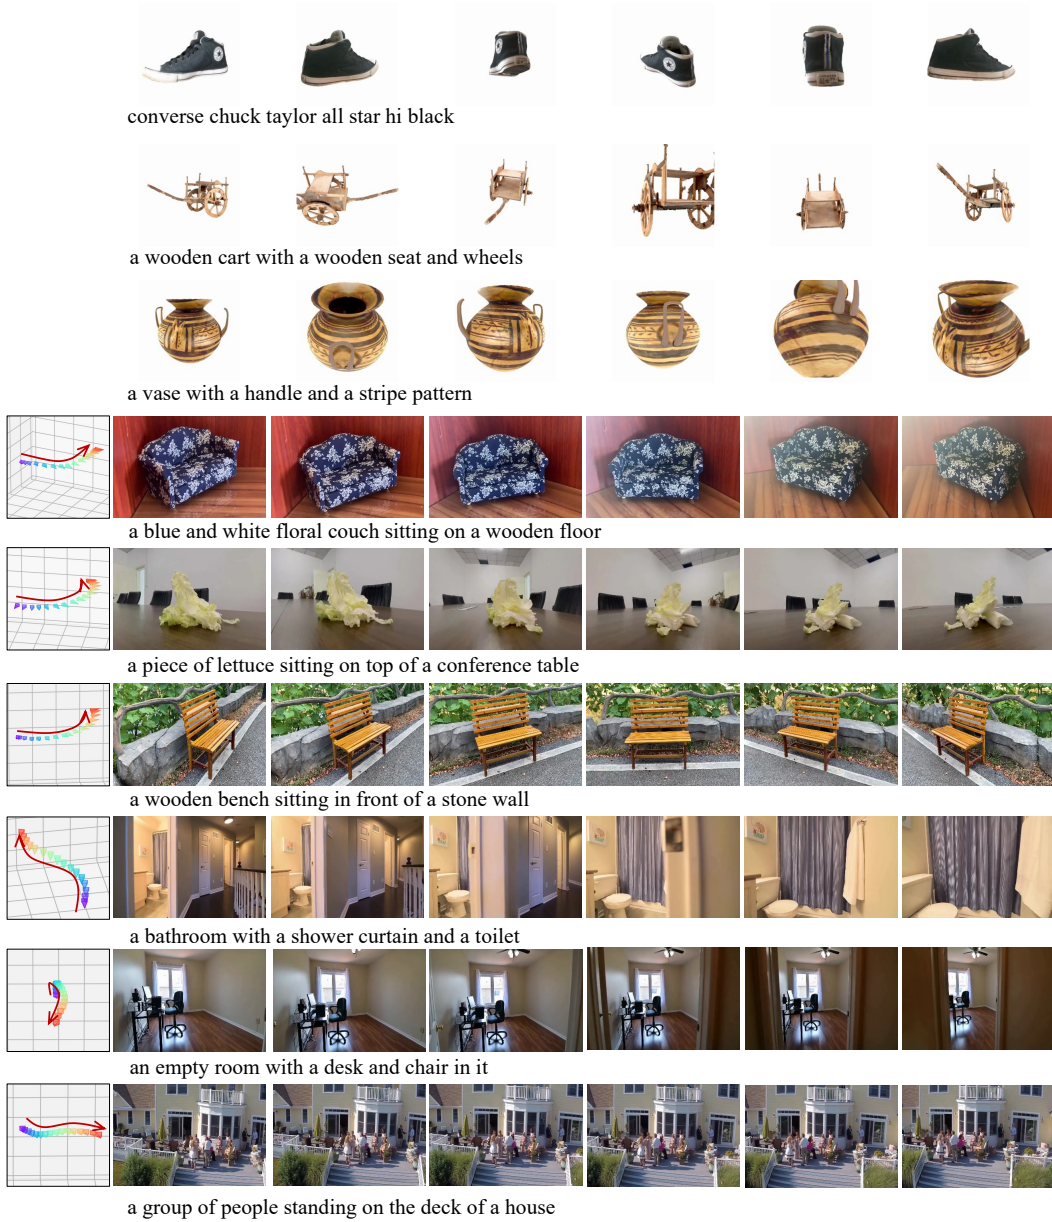 converse chuck taylor all star hi black
a wooden cart with a wooden seat and wheels
a vase with a handle and a stripe pattern
a blue and white floral couch sitting on a wooden floor
a piece of lettuce sitting on top of a conference table
a wooden bench sitting in front of a stone wall
a bathroom with a shower curtain and a toilet
an empty room with a desk and chair in it
a group of people standing on the deck of a house